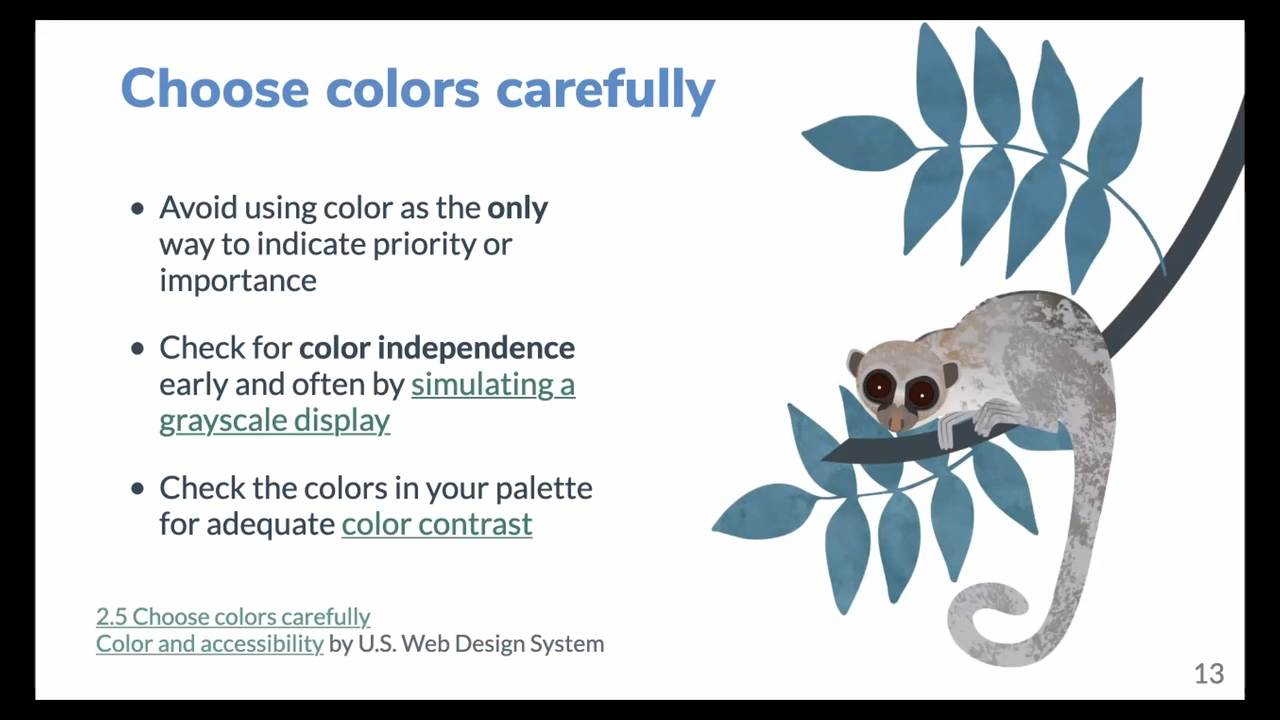 Choose colors carefully
• Avoid using color as the only
way to indicate priority or
importance
• Check for color independence
early and often by simulating a
grayscale display
• Check the colors in your palette
for adequate color contrast
2.5 Choose colors carefully
Color and accessibility by U.S. Web Design System
13